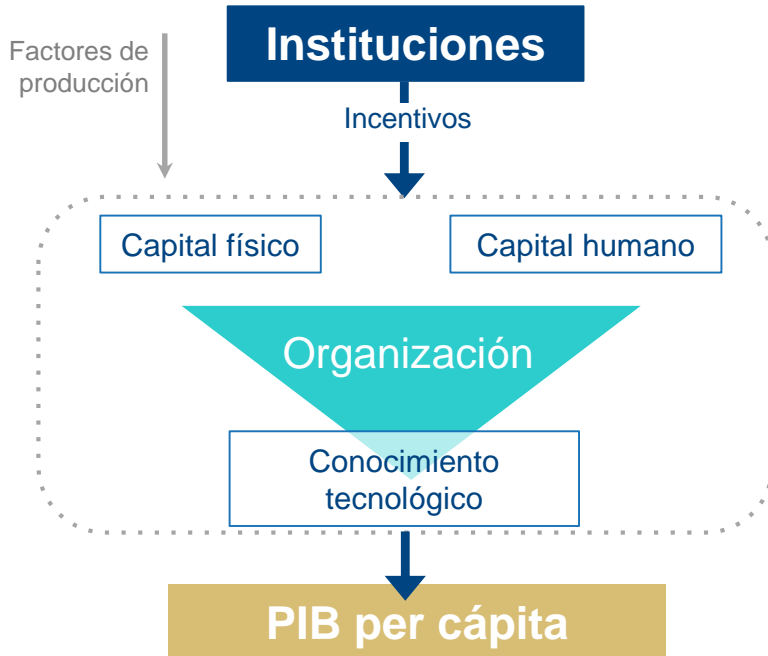 Instituciones
Factores de
producción
Incentivos
Capital físico
Capital humano
Organización
Conocimiento
tecnológico
PIB per cápita